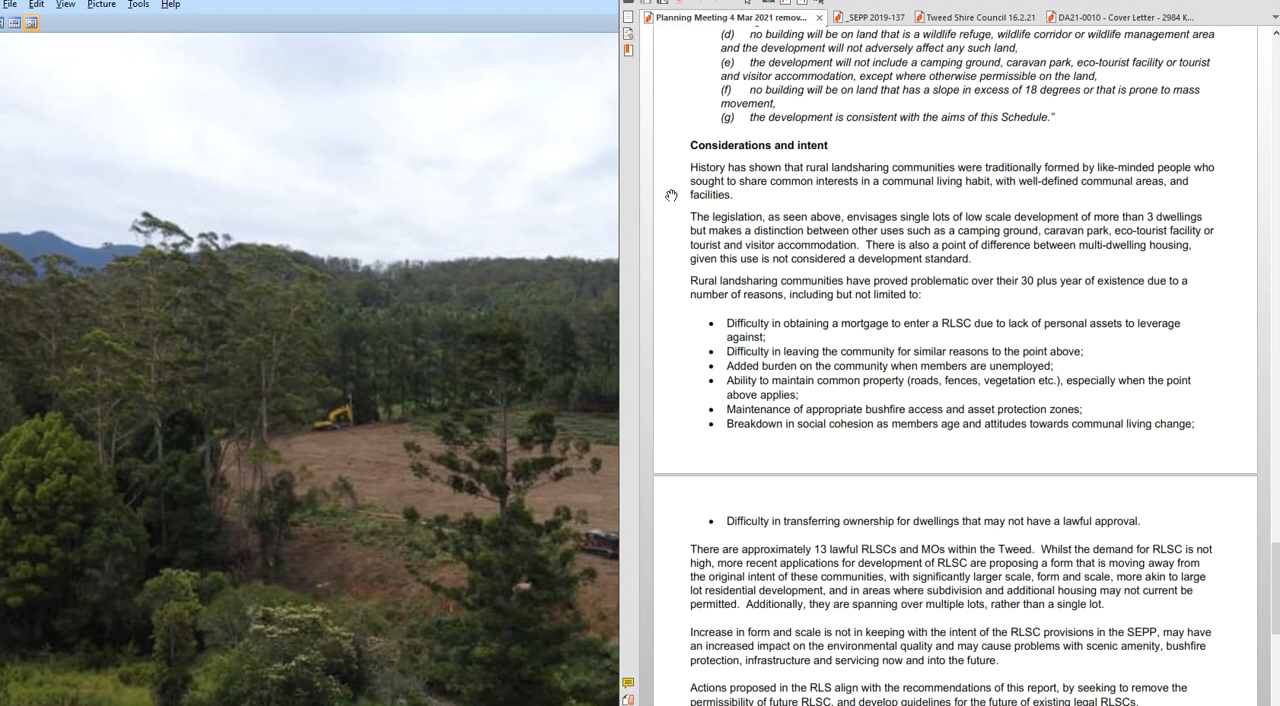 File Edit View Picture Tools Help
Planning Meeting 4 Mar 2021 remov... _SEPP 2019-137 Tweed Shire Council 16.2.21 DA21-0010 - Cover Letter - 2984 K...
(d) no building will be on land that is a wildlife refuge, wildlife corridor or wildlife management area
and the development will not adversely affect any such land,
(e) the development will not include a camping ground, caravan park, eco-tourist facility or tourist
and visitor accommodation, except where otherwise permissible on the land,
(f) no building will be on land that has a slope in excess of 18 degrees or that is prone to mass
movement,
(g) the development is consistent with the aims of this Schedule.”
Considerations and intent
History has shown that rural landsharing communities were traditionally formed by like-minded people who
sought to share common interests in a communal living habit, with well-defined communal areas, and
facilities.
The legislation, as seen above, envisages single lots of low scale development of more than 3 dwellings
but makes a distinction between other uses such as a camping ground, caravan park, eco-tourist facility or
tourist and visitor accommodation. There is also a point of difference between multi-dwelling housing,
given this use is not considered a development standard.
Rural landsharing communities have proved problematic over their 30 plus year of existence due to a
number of reasons, including but not limited to:
• Difficulty in obtaining a mortgage to enter a RLSC due to lack of personal assets to leverage
against;
• Difficulty in leaving the community for similar reasons to the point above;
• Added burden on the community when members are unemployed;
• Ability to maintain common property (roads, fences, vegetation etc.), especially when the point
above applies;
• Maintenance of appropriate bushfire access and asset protection zones;
• Breakdown in social cohesion as members age and attitudes towards communal living change;
• Difficulty in transferring ownership for dwellings that may not have a lawful approval.
There are approximately 13 lawful RLSCs and MOs within the Tweed. Whilst the demand for RLSC is not
high, more recent applications for development of RLSC are proposing a form that is moving away from
the original intent of these communities, with significantly larger scale, form and scale, more akin to large
lot residential development, and in areas where subdivision and additional housing may not current be
permitted. Additionally, they are spanning over multiple lots, rather than a single lot.
Increase in form and scale is not in keeping with the intent of the RLSC provisions in the SEPP, may have
an increased impact on the environmental quality and may cause problems with scenic amenity, bushfire
protection, infrastructure and servicing now and into the future.
Actions proposed in the RLS align with the recommendations of this report, by seeking to remove the
permissibility of future RLSC, and develop guidelines for the future of existing legal RLSCs.